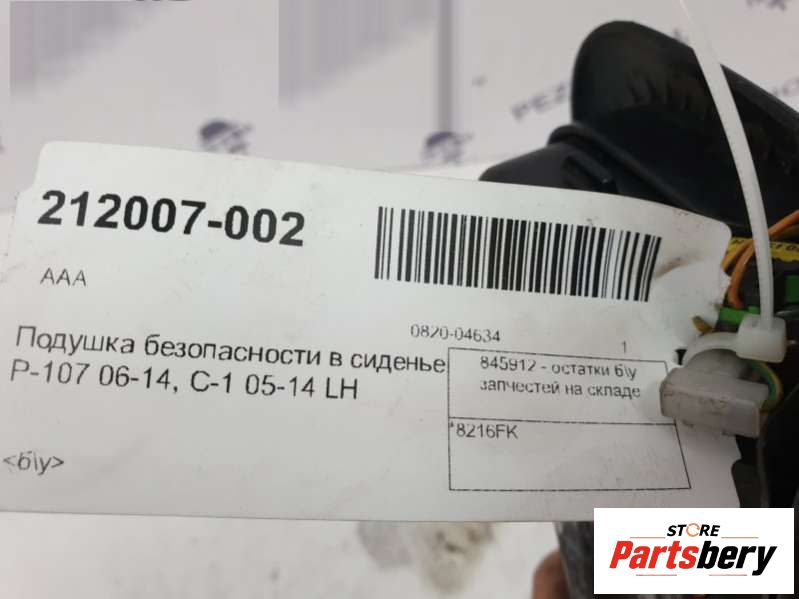 212007-002
AAA
0820-04634
1
Подушка безопасности в сиденье
P-107 06-14, C-1 05-14 LH
845912 - остатки б\у
запчестей на складе
*8216FK
<б\у>
STORE
Partsbery